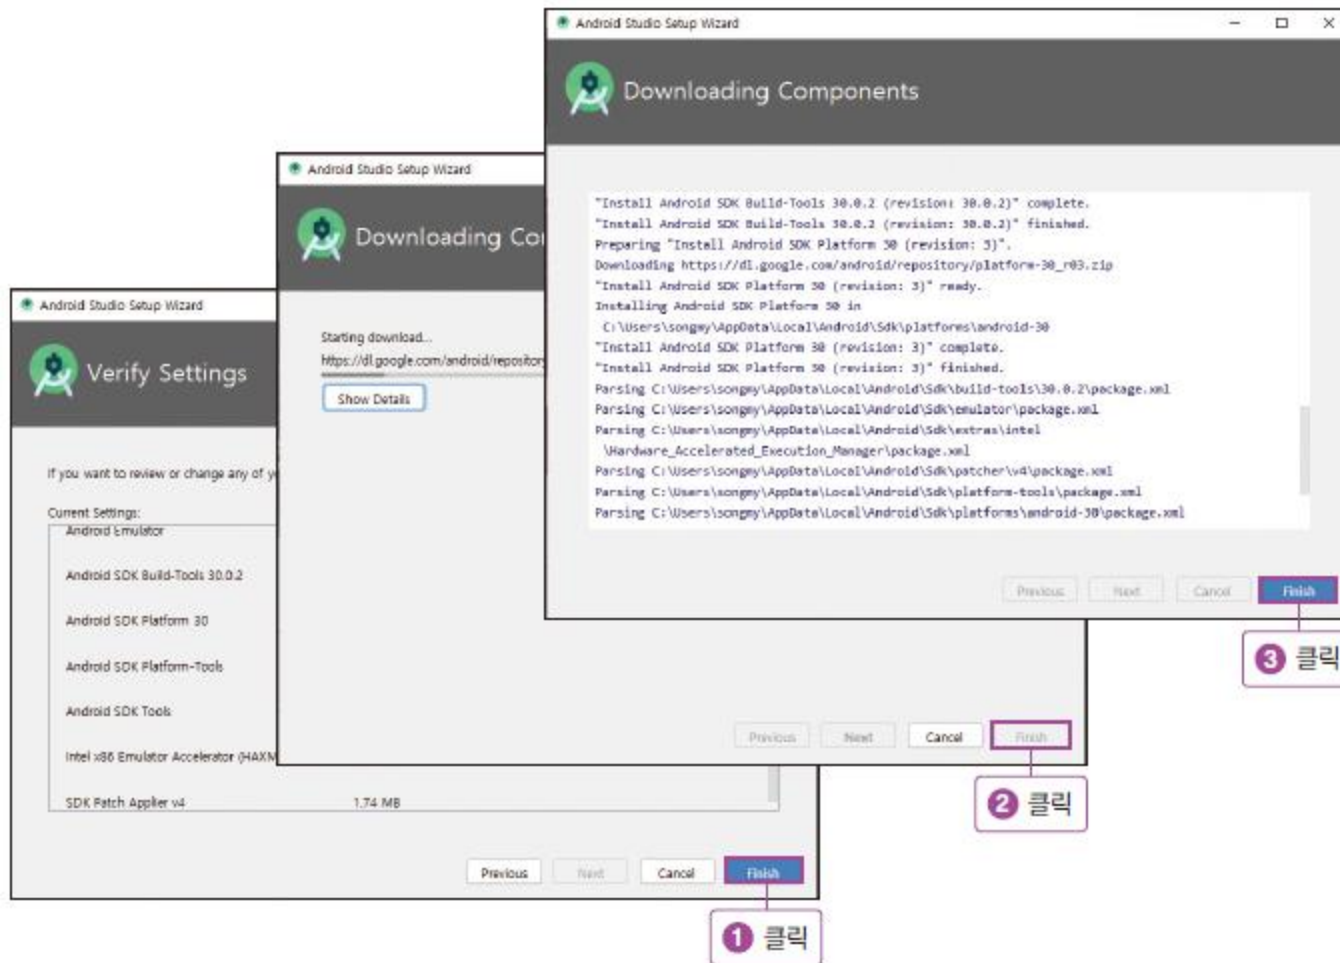 Android Studio Setup Wizard
Verify Settings
If you want to review or change any of
Current Settings:
Android Emulator
Android SDK Build-Tools 30.0.2
Android SDK Platform 30
Android SDK Platform-Tools
Android SDK Tools
Intel x86 Emulator Accelerator (HAXM
SDK Patch Applier v4 1.74 MB
Previous Next Cancel Finish
1 클릭
Android Studio Setup Wizard
Downloading Co
Starting download...
https://dl.google.com/android/repository
Show Details
Previous Next Cancel Finish
2 클릭
Android Studio Setup Wizard
Downloading Components
"Install Android SDK Build-Tools 30.0.2 (revision: 30.0.2)" complete.
"Install Android SDK Build-Tools 30.0.2 (revision: 30.0.2)" finished.
Preparing "Install Android SDK Platform 30 (revision: 3)".
Downloading https://dl.google.com/android/repository/platform-30_r03.zip
"Install Android SDK Platform 30 (revision: 3)" ready.
Installing Android SDK Platform 30 in
C:\Users\songmy\AppData\Local\Android\Sdk\platforms\android-30
"Install Android SDK Platform 30 (revision: 3)" complete.
"Install Android SDK Platform 30 (revision: 3)" finished.
Parsing C:\Users\songmy\AppData\Local\Android\Sdk\build-tools\30.0.2\package.xml
Parsing C:\Users\songmy\AppData\Local\Android\Sdk\emulator\package.xml
Parsing C:\Users\songmy\AppData\Local\Android\Sdk\extras\intel
\Hardware_Accelerated_Execution_Manager\package.xml
Parsing C:\Users\songmy\AppData\Local\Android\Sdk\patcher\v4\package.xml
Parsing C:\Users\songmy\AppData\Local\Android\Sdk\platform-tools\package.xml
Parsing C:\Users\songmy\AppData\Local\Android\Sdk\platforms\android-30\package.xml
Previous Next Cancel Finish
3 클릭